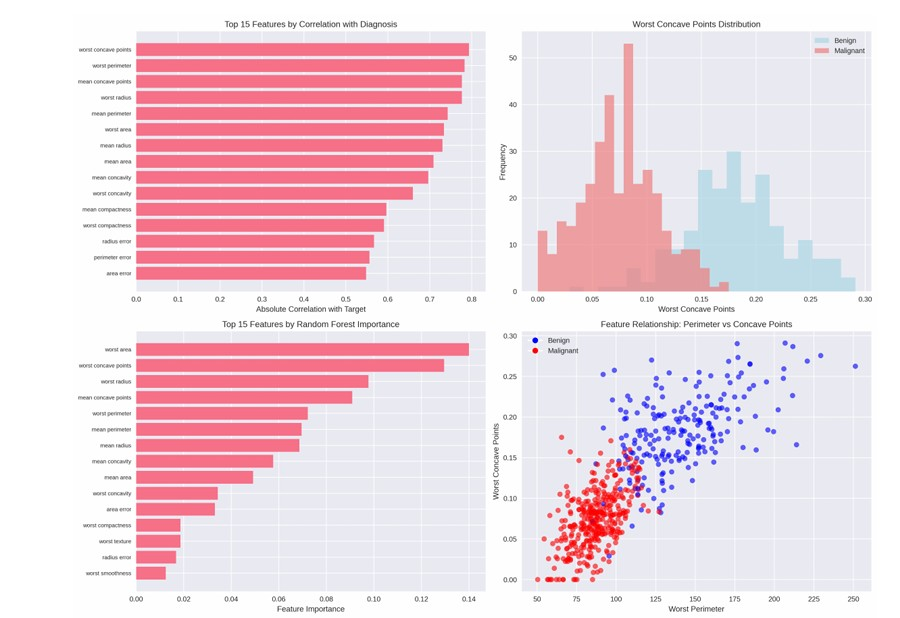 Top 15 Features by Correlation with Diagnosis
worst concave points
worst perimeter
mean concave points
worst radius
mean perimeter
worst area
mean radius
mean area
mean concavity
worst concavity
mean compactness
worst compactness
radius error
perimeter error
area error
0.0 0.1 0.2 0.3 0.4 0.5 0.6 0.7 0.8
Absolute Correlation with Target
Worst Concave Points Distribution
Benign
Malignant
Frequency
50
40
30
20
10
0
0.00 0.05 0.10 0.15 0.20 0.25 0.30
Worst Concave Points
Top 15 Features by Random Forest Importance
worst area
worst concave points
worst radius
mean concave points
worst perimeter
mean perimeter
mean radius
mean concavity
mean area
worst concavity
area error
worst compactness
worst texture
radius error
worst smoothness
0.00 0.02 0.04 0.06 0.08 0.10 0.12 0.14
Feature Importance
Feature Relationship: Perimeter vs Concave Points
Benign
Malignant
Worst Concave Points
0.30
0.25
0.20
0.15
0.10
0.05
0.00
50 75 100 125 150 175 200 225 250
Worst Perimeter